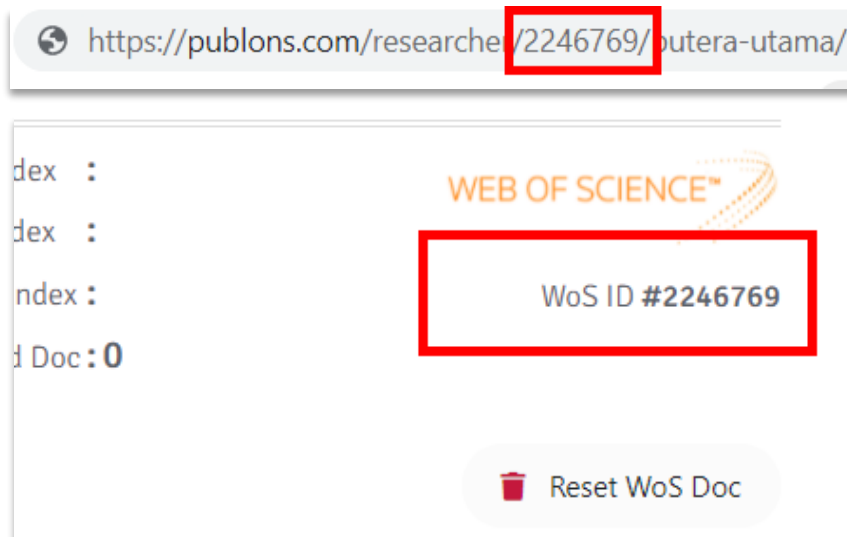 https://publons.com/researcher/2246769/putera-utama/
dex :
WEB OF SCIENCE™
dex :
ndex :
WoS ID #2246769
d Doc : 0
Reset WoS Doc